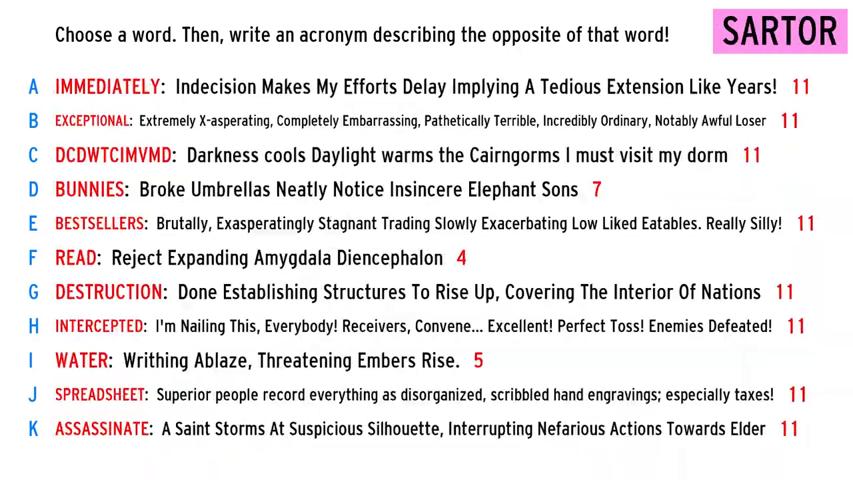 Choose a word. Then, write an acronym describing the opposite of that word!
SARTOR
A IMMEDIATELY: Indecision Makes My Efforts Delay Implying A Tedious Extension Like Years! 11
B EXCEPTIONAL: Extremely X-asperating, Completely Embarrassing, Pathetically Terrible, Incredibly Ordinary, Notably Awful Loser 11
C DCDWTCIMVMD: Darkness cools Daylight warms the Cairngorms I must visit my dorm 11
D BUNNIES: Broke Umbrellas Neatly Notice Insincere Elephant Sons 7
E BESTSELLERS: Brutally, Exasperatingly Stagnant Trading Slowly Exacerbating Low Liked Eatables. Really Silly! 11
F READ: Reject Expanding Amygdala Diencephalon 4
G DESTRUCTION: Done Establishing Structures To Rise Up, Covering The Interior Of Nations 11
H INTERCEPTED: I'm Nailing This, Everybody! Receivers, Convene... Excellent! Perfect Toss! Enemies Defeated! 11
I WATER: Writhing Ablaze, Threatening Embers Rise. 5
J SPREADSHEET: Superior people record everything as disorganized, scribbled hand engravings; especially taxes! 11
K ASSASSINATE: A Saint Storms At Suspicious Silhouette, Interrupting Nefarious Actions Towards Elder 11